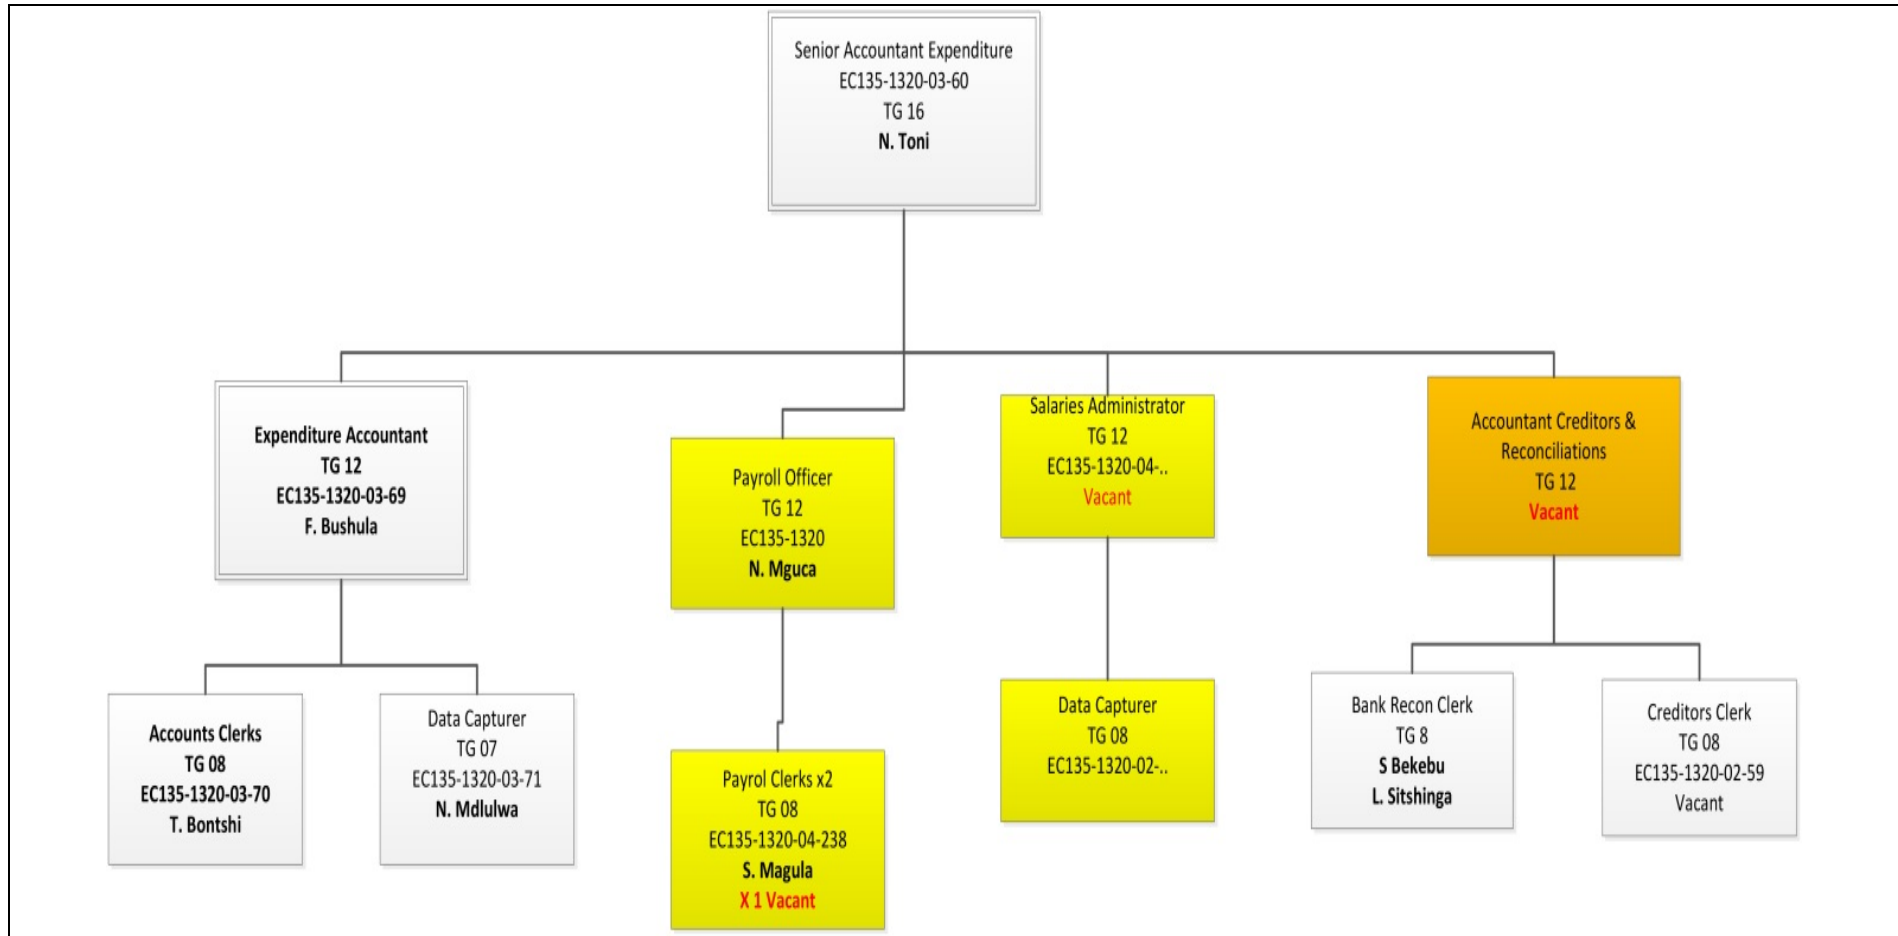 Senior Accountant Expenditure
EC135-1320-03-60
TG 16
N. Toni
Expenditure Accountant
TG 12
EC135-1320-03-69
F. Bushula
Payroll Officer
TG 12
EC135-1320
N. Mguca
Salaries Administrator
TG 12
EC135-1320-04-..
Vacant
Accountant Creditors &
Reconciliations
TG 12
Vacant
Accounts Clerks
TG 08
EC135-1320-03-70
T. Bontshi
Data Capturer
TG 07
EC135-1320-03-71
N. Mdlulwa
Payrol Clerks x2
TG 08
EC135-1320-04-238
S. Magula
X 1 Vacant
Data Capturer
TG 08
EC135-1320-02-..
Bank Recon Clerk
TG 8
S Bekebu
L. Sitshinga
Creditors Clerk
TG 08
EC135-1320-02-59
Vacant